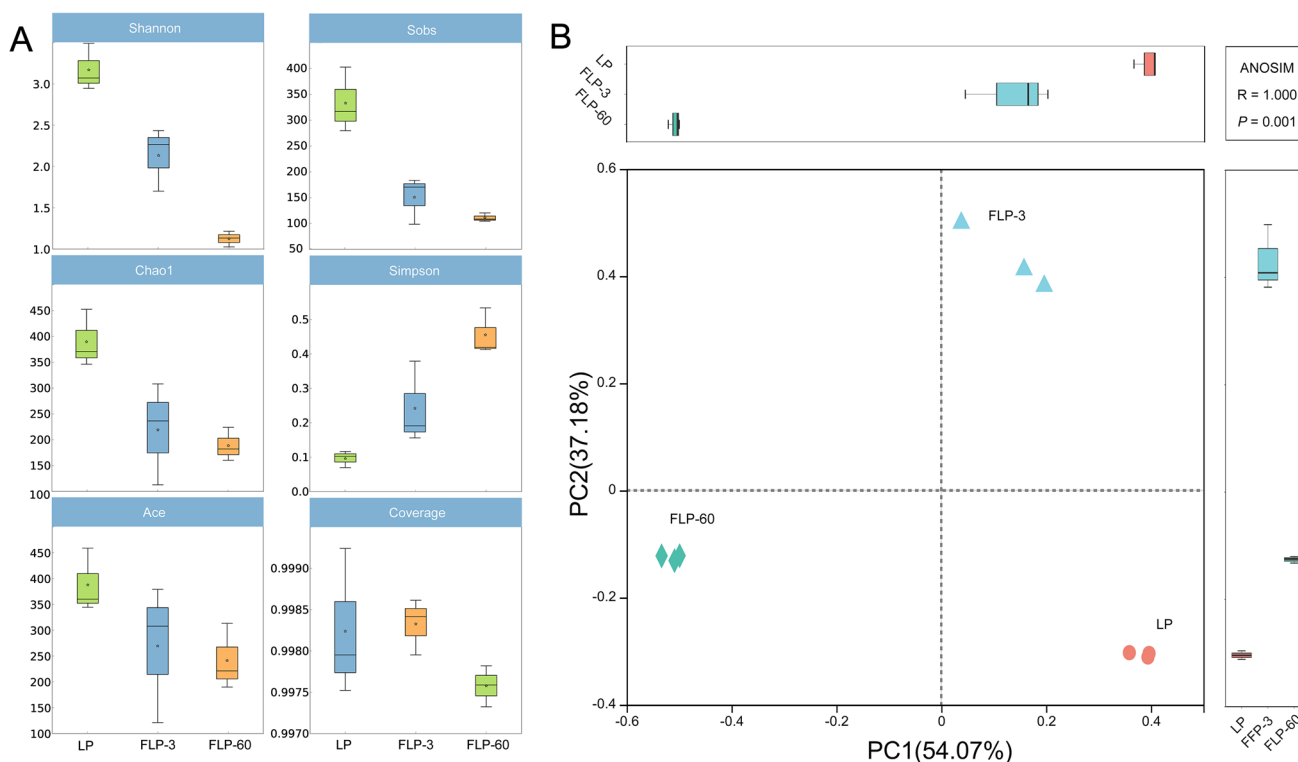 A
Shannon
3.0
2.5
2.0
1.5
1.0
Sobs
400
350
300
250
200
150
100
50
Chao1
450
400
350
300
250
200
150
100
Simpson
0.5
0.4
0.3
0.2
0.1
0.0
Ace
450
400
350
300
250
200
150
100
LP
FLP-3
FLP-60
Coverage
0.9990
0.9985
0.9980
0.9975
0.9970
LP
FLP-3
FLP-60
B
LP
FLP-3
FLP-60
ANOSIM
R = 1.000
P = 0.001
PC2(37.18%)
0.6
0.4
0.2
0
-0.2
-0.4
FLP-3
FLP-60
LP
-0.6
-0.4
-0.2
0
0.2
0.4
PC1(54.07%)
LP
FFP-3
FLP-60